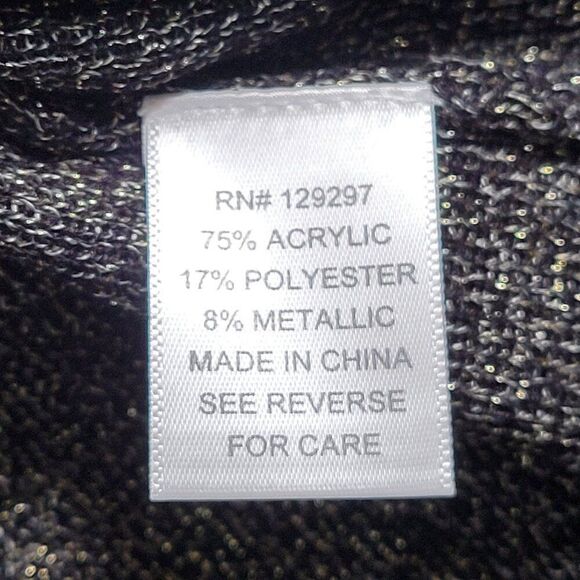 RN# 129297
75% ACRYLIC
17% POLYESTER
8% METALLIC
MADE IN CHINA
SEE REVERSE
FOR CARE